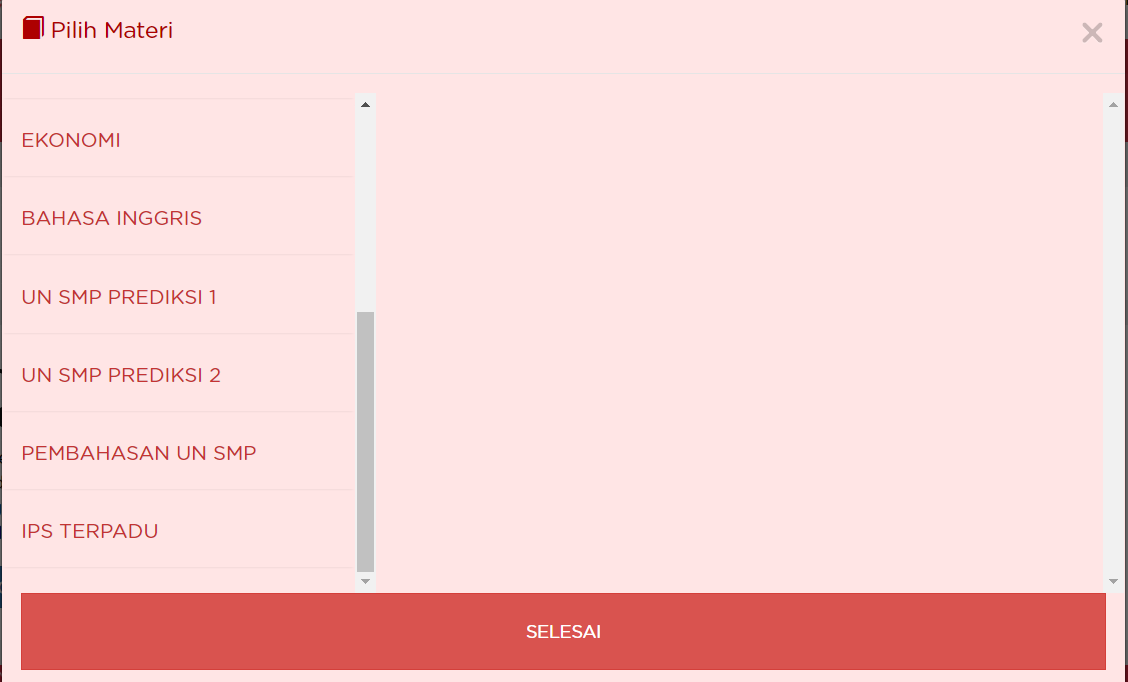 Pilih Materi
EKONOMI
BAHASA INGGRIS
UN SMP PREDIKSI 1
UN SMP PREDIKSI 2
PEMBAHASAN UN SMP
IPS TERPADU
SELESAI